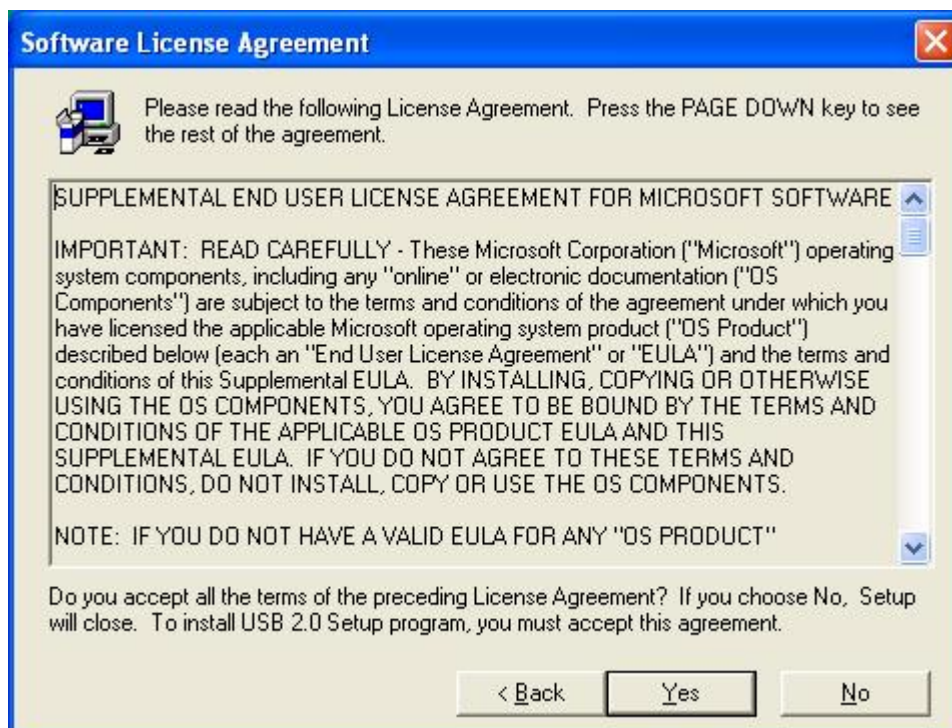 Software License Agreement
Please read the following License Agreement.  Press the PAGE DOWN key to see
the rest of the agreement.
SUPPLEMENTAL END USER LICENSE AGREEMENT FOR MICROSOFT SOFTWARE
IMPORTANT:  READ CAREFULLY - These Microsoft Corporation ("Microsoft") operating
system components, including any "online" or electronic documentation ("OS
Components") are subject to the terms and conditions of the agreement under which you
have licensed the applicable Microsoft operating system product ("OS Product")
described below (each an "End User License Agreement" or "EULA") and the terms and
conditions of this Supplemental EULA.  BY INSTALLING, COPYING OR OTHERWISE
USING THE OS COMPONENTS, YOU AGREE TO BE BOUND BY THE TERMS AND
CONDITIONS OF THE APPLICABLE OS PRODUCT EULA AND THIS
SUPPLEMENTAL EULA.  IF YOU DO NOT AGREE TO THESE TERMS AND
CONDITIONS, DO NOT INSTALL, COPY OR USE THE OS COMPONENTS.
NOTE:  IF YOU DO NOT HAVE A VALID EULA FOR ANY "OS PRODUCT"
Do you accept all the terms of the preceding License Agreement?  If you choose No,  Setup
will close.  To install USB 2.0 Setup program, you must accept this agreement.
< Back
Yes
No